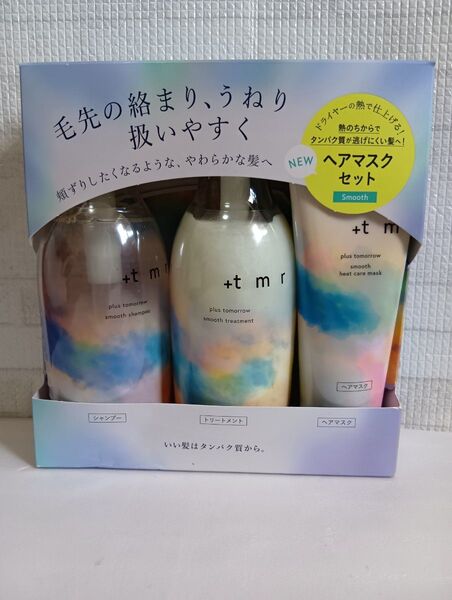 毛先の絡まり、うねり
扱いやすく
頬ずりしたくなるような、やわらかな髪へ
ドライヤーの熱で仕上げる!
熱のちからで
タンパク質が逃げにくい髪へ!
NEW
ヘアマスク
セット
Smooth
+tmr
plus tomorrow
smooth shampoo
+tmr
plus tomorrow
smooth treatment
+tmr
plus tomorrow
smooth
heat care mask
ヘアマスク
シャンプー
トリートメント
ヘアマスク
いい髪はタンパク質から。